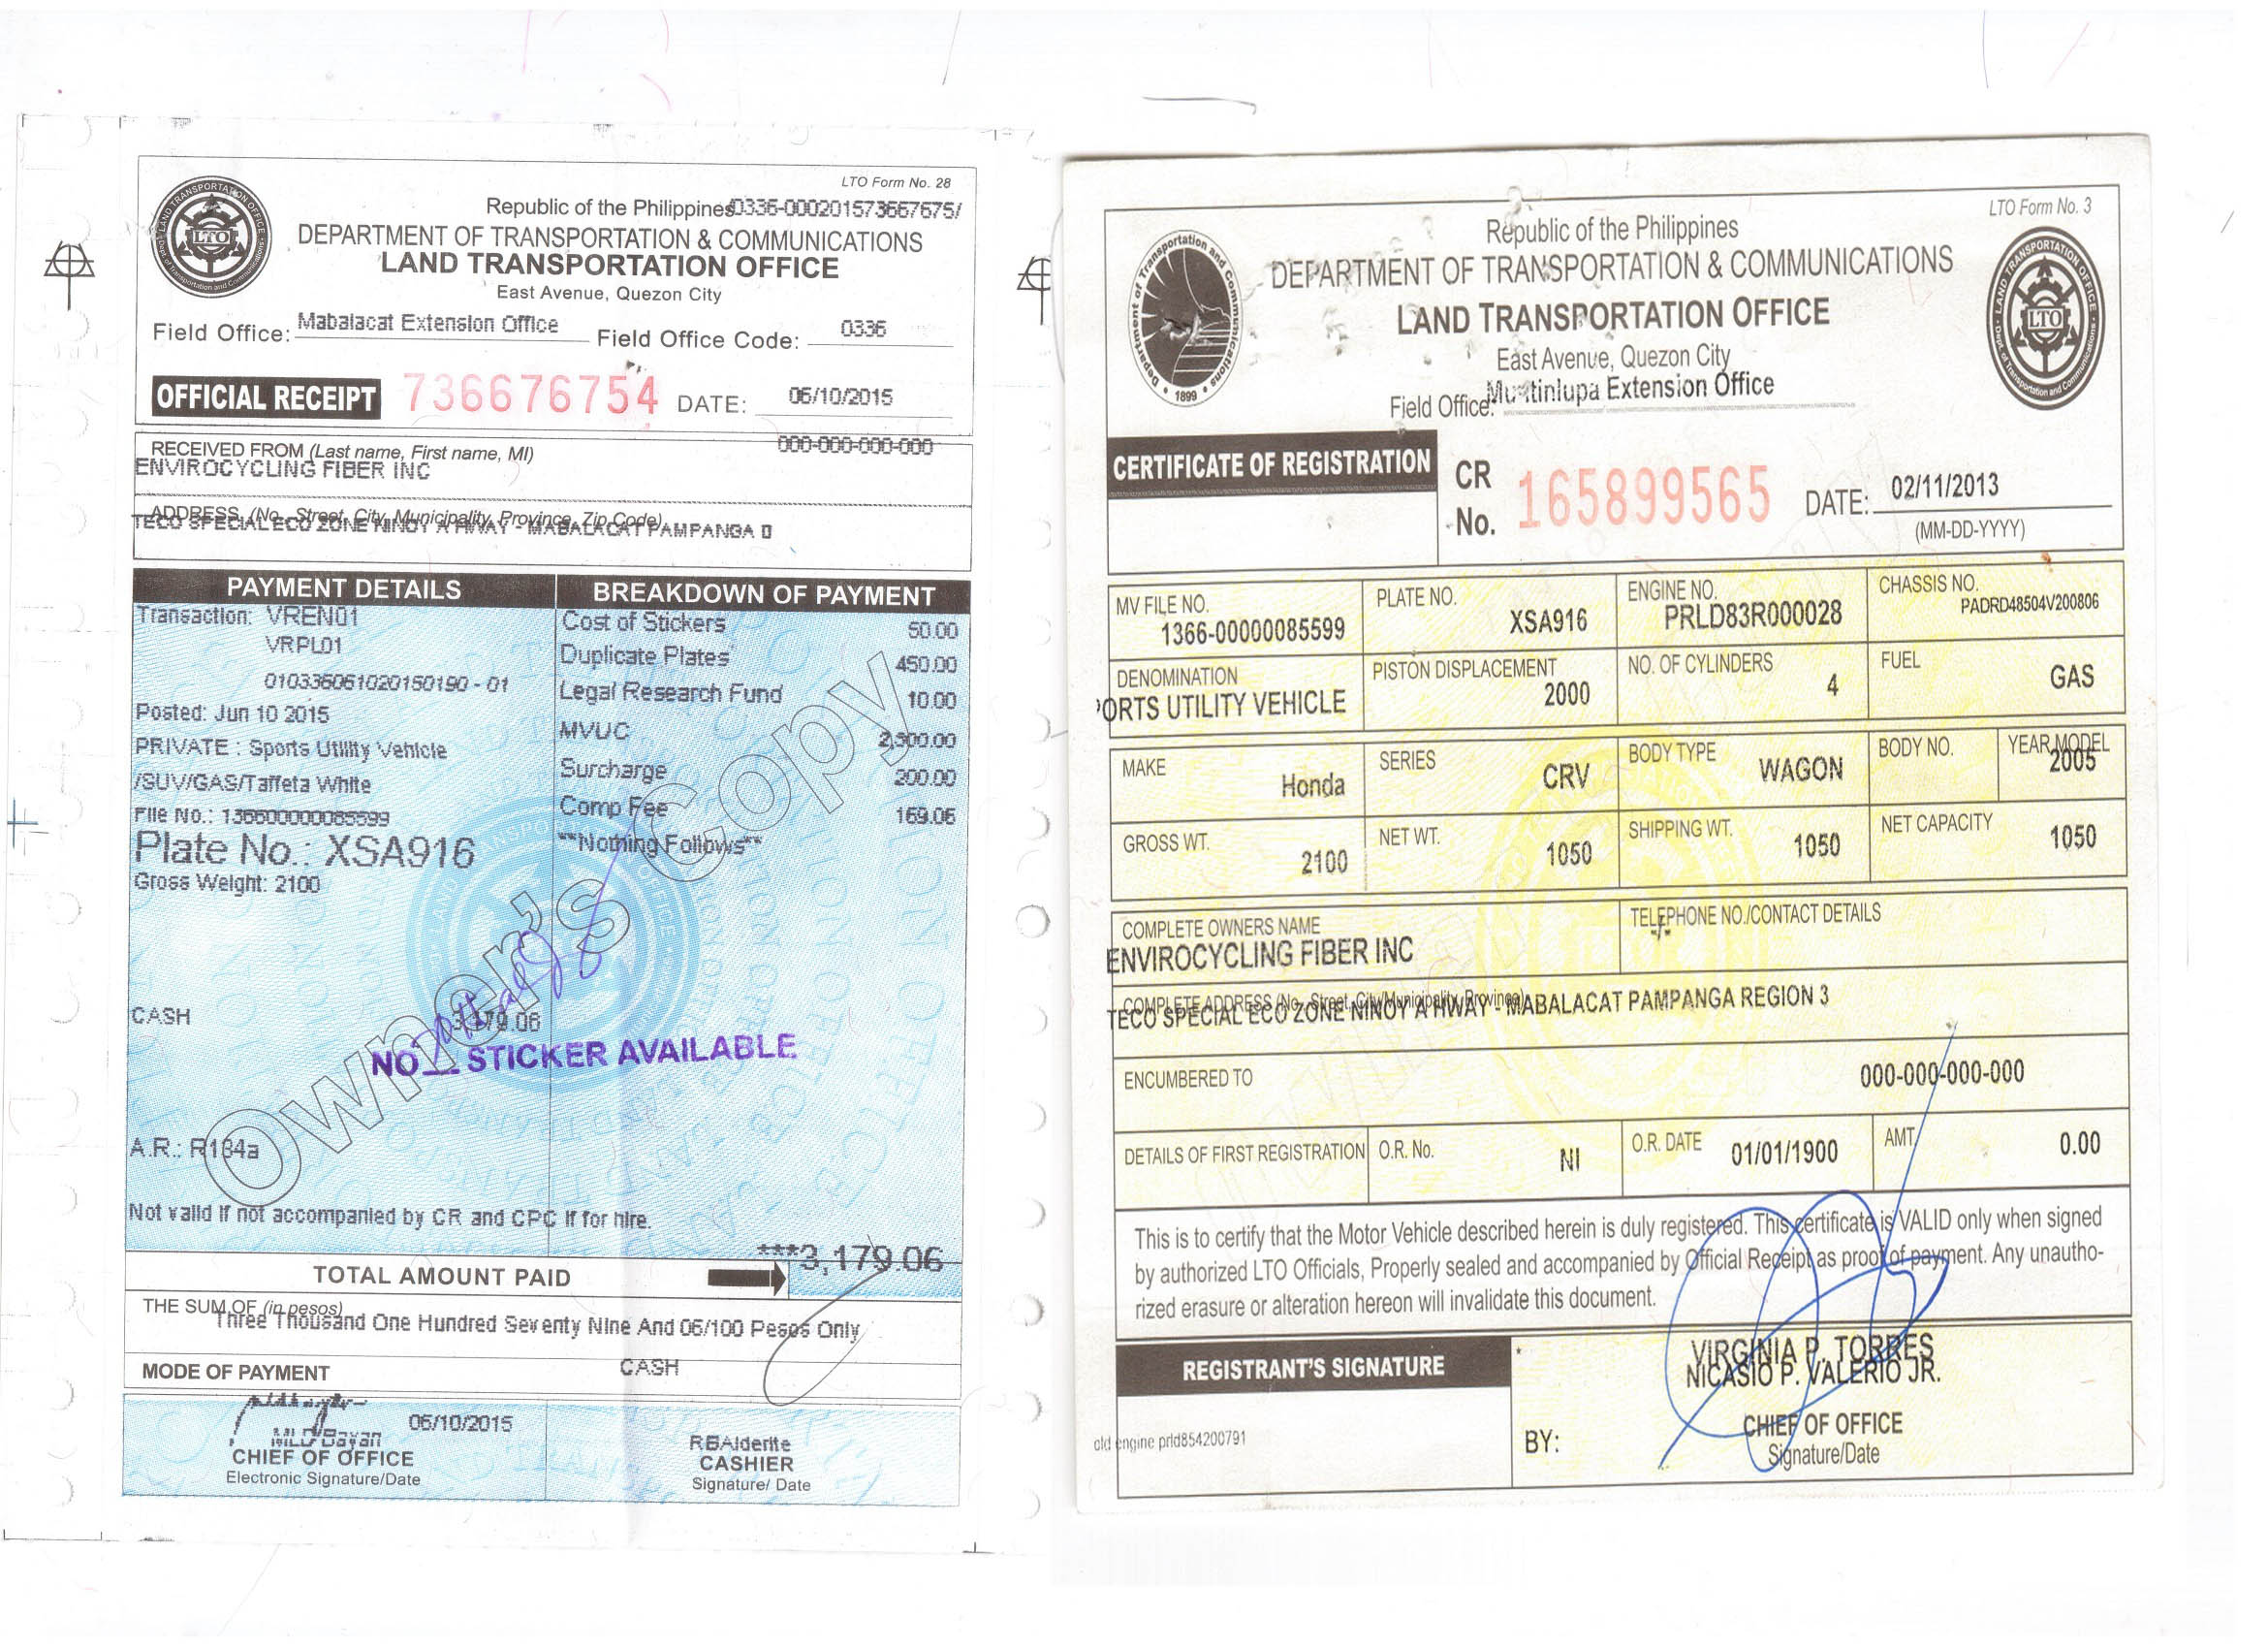 LTO Form No. 28
Republic of the Philippines 0336-000201573667675/
DEPARTMENT OF TRANSPORTATION & COMMUNICATIONS
LAND TRANSPORTATION OFFICE
East Avenue, Quezon City
Field Office: Mabalacat Extension Office Field Office Code: 0336
OFFICIAL RECEIPT 736676754 DATE: 06/10/2015
000-000-000-000
RECEIVED FROM (Last name, First name, MI)
ENVIROCYCLING FIBER INC
ADDRESS (No., Street, City, Municipality, Province, Zip Code)
TECO SPECIAL ECO ZONE NINOY A HWAY - MABALACAT PAMPANGA
PAYMENT DETAILS BREAKDOWN OF PAYMENT
Transaction: VREN01
VRPL01
010336061020150190 - 01
Posted: Jun 10 2015
PRIVATE : Sports Utility Vehicle
/SUV/GAS/Taffeta White
File No.: 136600000085599
Plate No.: XSA916
Gross Weight: 2100
Cost of Stickers 50.00
Duplicate Plates 450.00
Legal Research Fund 10.00
MVUC 2,300.00
Surcharge 200.00
Comp Fee 169.06
**Nothing Follows**
Owner's Copy
CASH 3,179.06
NO STICKER AVAILABLE
A.R.: R184a
Not valid if not accompanied by CR and CPC if for hire.
TOTAL AMOUNT PAID ***3,179.06
THE SUM OF (in pesos)
Three Thousand One Hundred Seventy Nine And 06/100 Pesos Only
MODE OF PAYMENT CASH
MLD Bayan 06/10/2015
CHIEF OF OFFICE
Electronic Signature/Date
RBAlderite
CASHIER
Signature/ Date
LTO Form No. 3
Republic of the Philippines
DEPARTMENT OF TRANSPORTATION & COMMUNICATIONS
LAND TRANSPORTATION OFFICE
East Avenue, Quezon City
Field Office: Muntinlupa Extension Office
CERTIFICATE OF REGISTRATION CR No. 165899565 DATE: 02/11/2013
(MM-DD-YYYY)
MV FILE NO. 1366-00000085599
PLATE NO. XSA916
ENGINE NO. PRLD83R000028
CHASSIS NO. PADRD48504V200806
DENOMINATION PORTS UTILITY VEHICLE
PISTON DISPLACEMENT 2000
NO. OF CYLINDERS 4
FUEL GAS
MAKE Honda
SERIES CRV
BODY TYPE WAGON
BODY NO.
YEAR MODEL 2005
GROSS WT. 2100
NET WT. 1050
SHIPPING WT. 1050
NET CAPACITY 1050
COMPLETE OWNERS NAME
ENVIROCYCLING FIBER INC
TELEPHONE NO./CONTACT DETAILS
-/-
COMPLETE ADDRESS (No., Street, City/Municipality, Province)
TECO SPECIAL ECO ZONE NINOY A HWAY - MABALACAT PAMPANGA REGION 3
ENCUMBERED TO 000-000-000-000
DETAILS OF FIRST REGISTRATION O.R. No. NI O.R. DATE 01/01/1900 AMT. 0.00
This is to certify that the Motor Vehicle described herein is duly registered. This certificate is VALID only when signed
by authorized LTO Officials, Properly sealed and accompanied by Official Receipt as proof of payment. Any unautho-
rized erasure or alteration hereon will invalidate this document.
REGISTRANT'S SIGNATURE
old engine prld854200791
VIRGINIA P. TORRES
NICASIO P. VALERIO JR.
BY: CHIEF OF OFFICE
Signature/Date